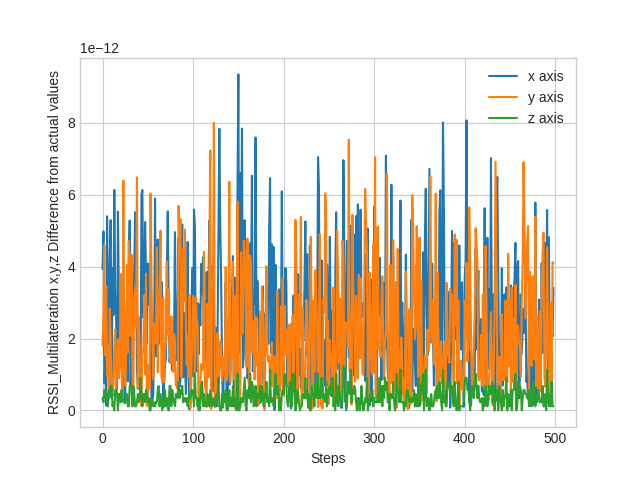 1e−12
RSSI_Multilateration x,y,z Difference from actual values
x axis
y axis
z axis
8
6
4
2
0
0 100 200 300 400 500
Steps